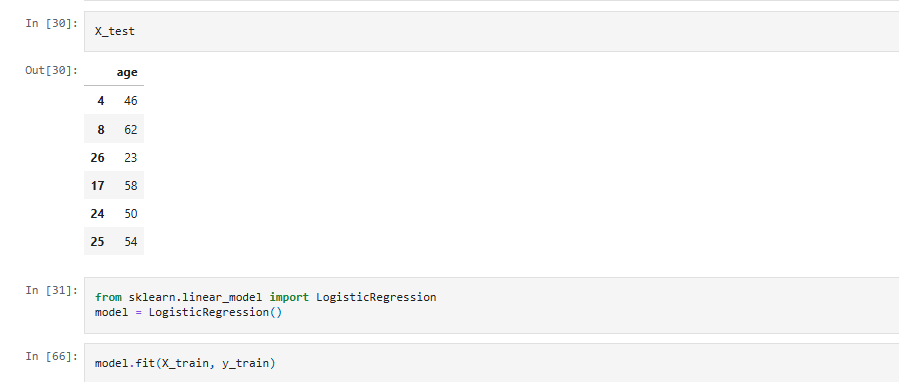 In [30]: X_test
Out[30]:
age
4 46
8 62
26 23
17 58
24 50
25 54
In [31]: from sklearn.linear_model import LogisticRegression
model = LogisticRegression()
In [66]: model.fit(X_train, y_train)